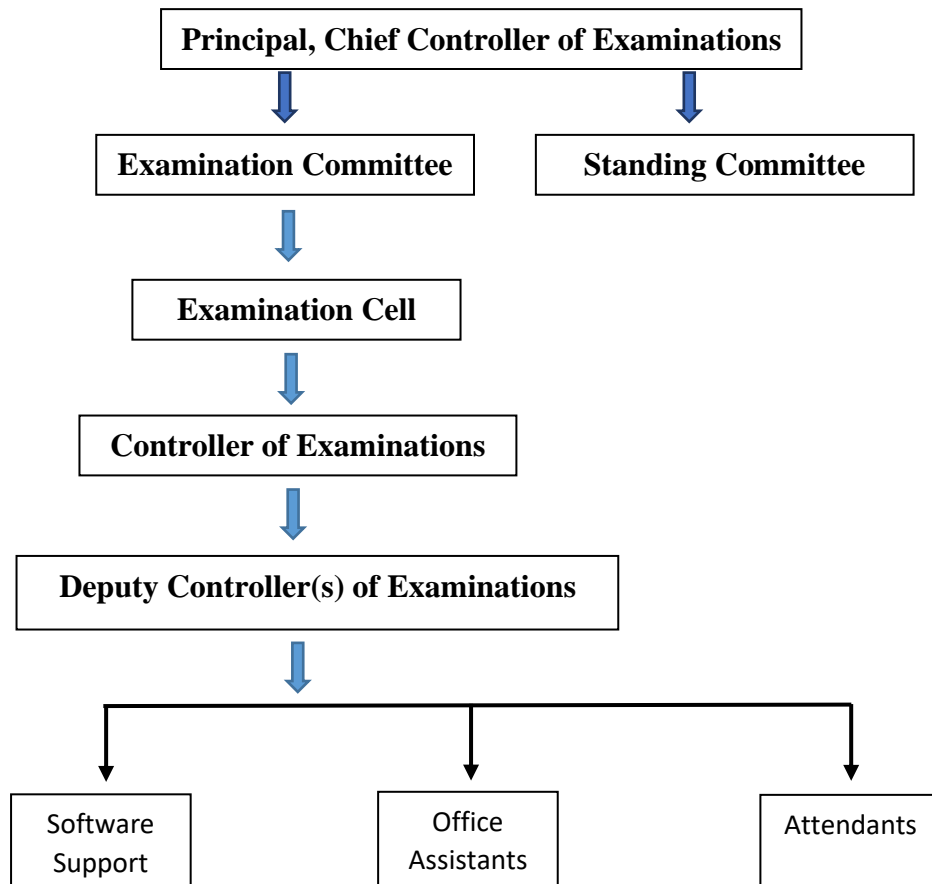 Principal, Chief Controller of Examinations
Examination Committee
Standing Committee
Examination Cell
Controller of Examinations
Deputy Controller(s) of Examinations
Software
Support
Office
Assistants
Attendants